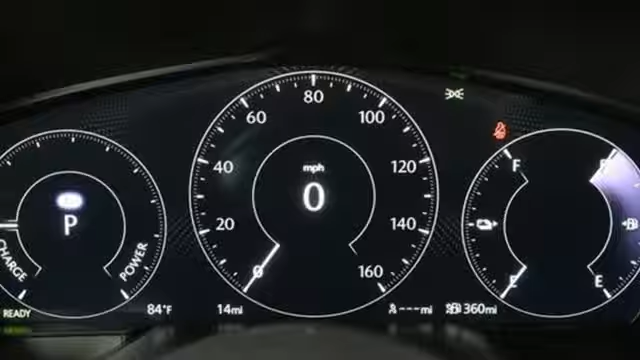 80
60
100
40
mph
120
0
20
140
0
160
P
CHARGE
POWER
READY
84°F
14mi
F
F
E
E
---mi
360mi